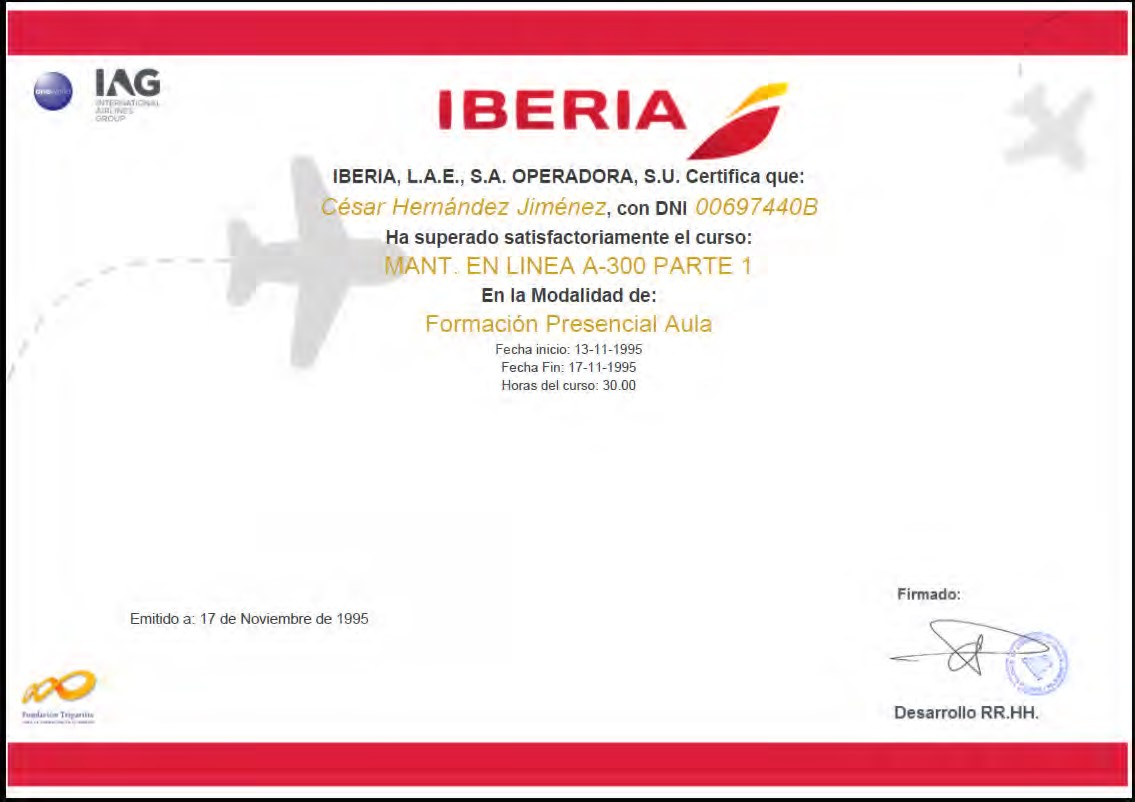 IAG
INTERNATIONAL
AIRLINES
GROUP
IBERIA
IBERIA, L.A.E., S.A. OPERADORA, S.U. Certifica que:
César Hernández Jiménez, con DNI 00697440B
Ha superado satisfactoriamente el curso:
MANT. EN LINEA A-300 PARTE 1
En la Modalidad de:
Formación Presencial Aula
Fecha inicio: 13-11-1995
Fecha Fin: 17-11-1995
Horas del curso: 30.00
Emitido a: 17 de Noviembre de 1995
Firmado:
Desarrollo RR.HH.
Fundación Tripartita